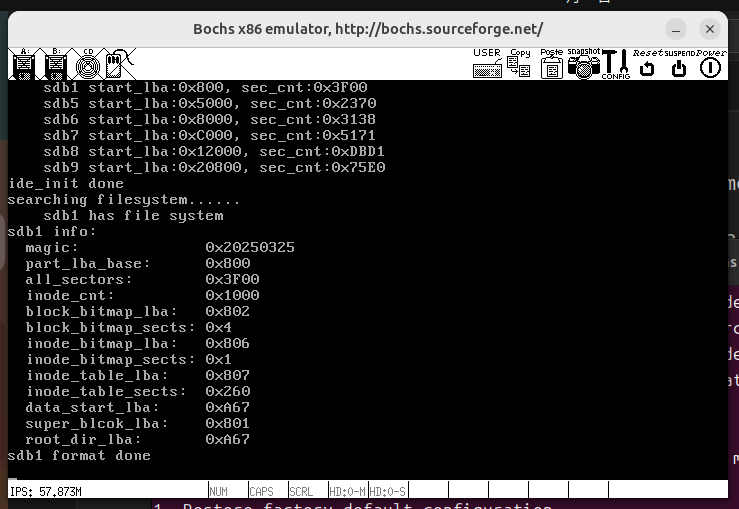 Bochs x86 emulator, http://bochs.sourceforge.net/
A: B: CD USER Copy Paste snapshot CONFIG Reset SUSPEND Power
sdb1 start_lba:0x800, sec_cnt:0x3F00
sdb5 start_lba:0x5000, sec_cnt:0x2370
sdb6 start_lba:0x8000, sec_cnt:0x3138
sdb7 start_lba:0xC000, sec_cnt:0x5171
sdb8 start_lba:0x12000, sec_cnt:0xDBD1
sdb9 start_lba:0x20800, sec_cnt:0x75E0
ide_init done
searching filesystem......
sdb1 has file system
sdb1 info:
magic: 0x20250325
part_lba_base: 0x800
all_sectors: 0x3F00
inode_cnt: 0x1000
block_bitmap_lba: 0x802
block_bitmap_sects: 0x4
inode_bitmap_lba: 0x806
inode_bitmap_sects: 0x1
inode_table_lba: 0x807
inode_table_sects: 0x260
data_start_lba: 0xA67
super_blcok_lba: 0x801
root_dir_lba: 0xA67
sdb1 format done
IPS: 57.873M NUM CAPS SCRL HD:0-M HD:0-S
1. Restore factory default configuration